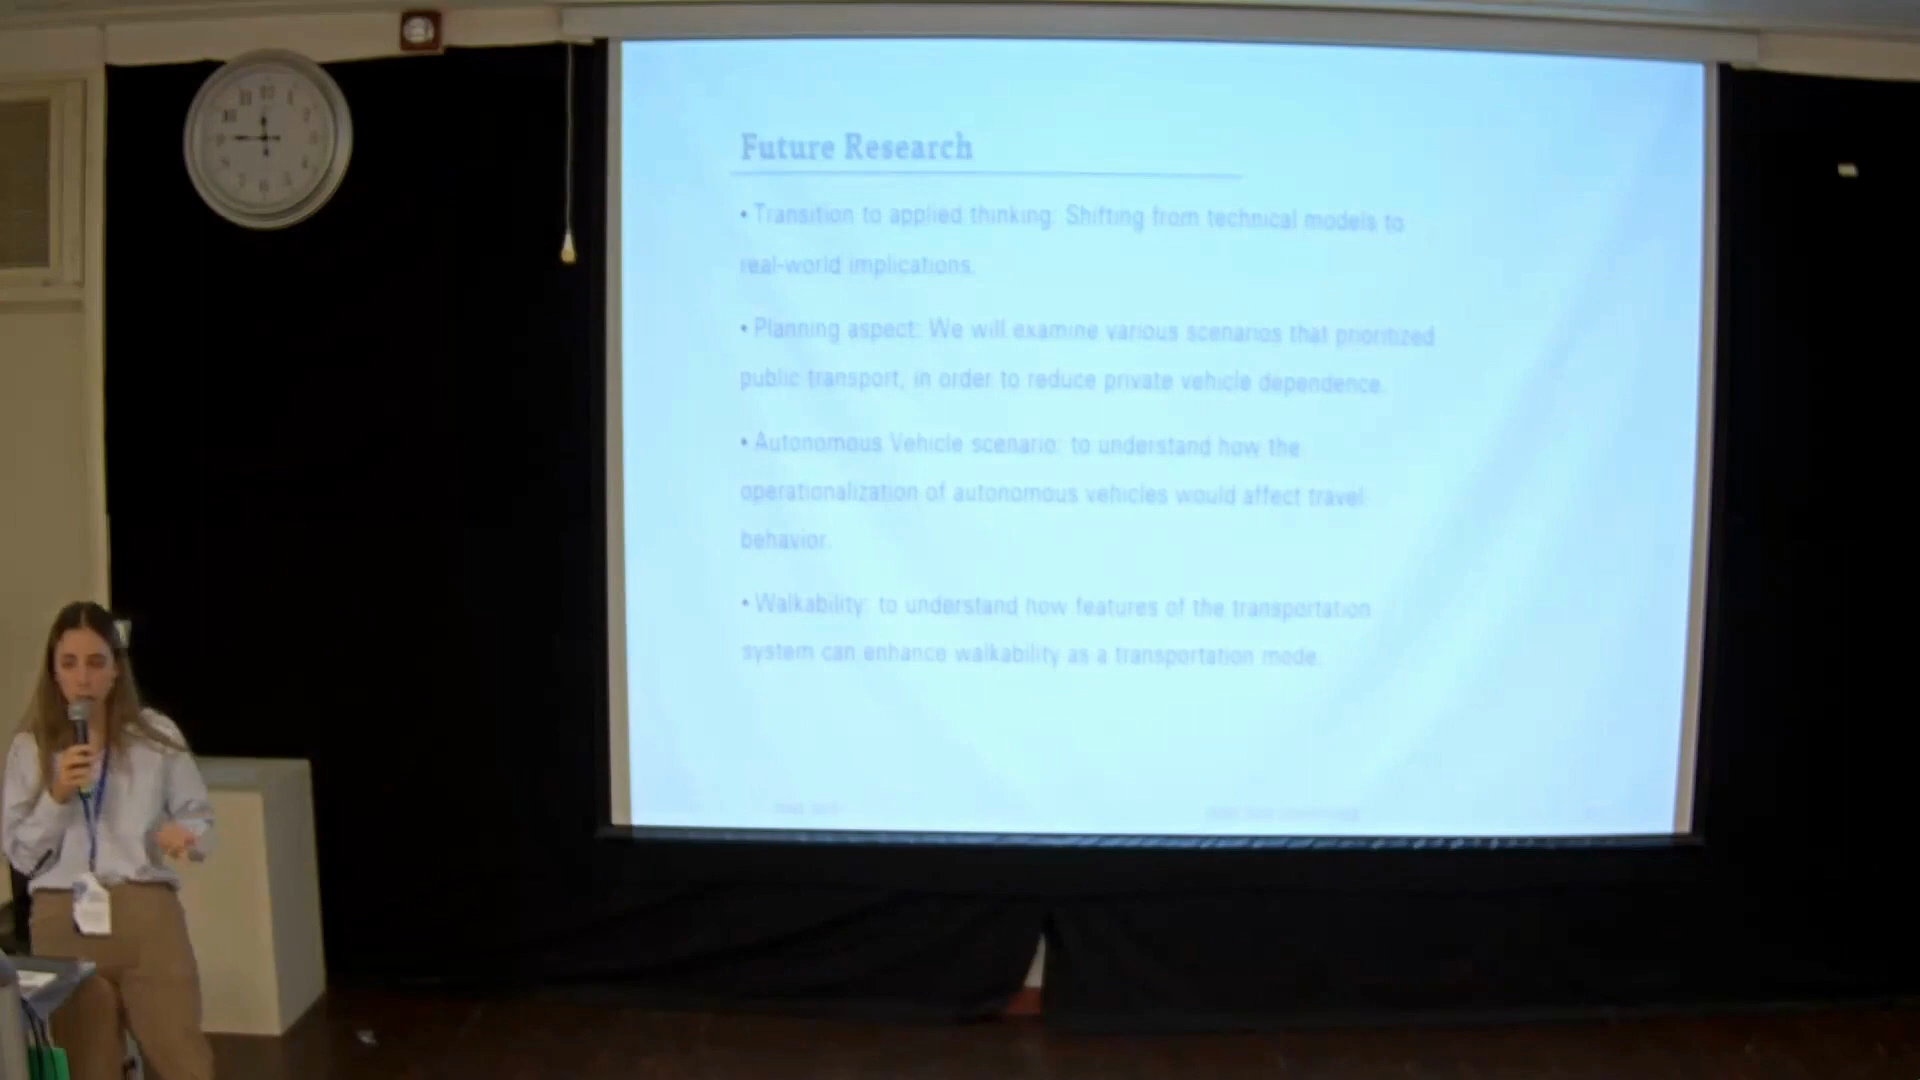 Future Research
• Transition to applied thinking: Shifting from technical models to
real-world implications.
• Planning aspect: We will examine various scenarios that prioritized
public transport, in order to reduce private vehicle dependence.
• Autonomous Vehicle scenario: to understand how the
operationalization of autonomous vehicles would affect travel
behavior.
• Walkability: to understand how features of the transportation
system can enhance walkability as a transportation mode.